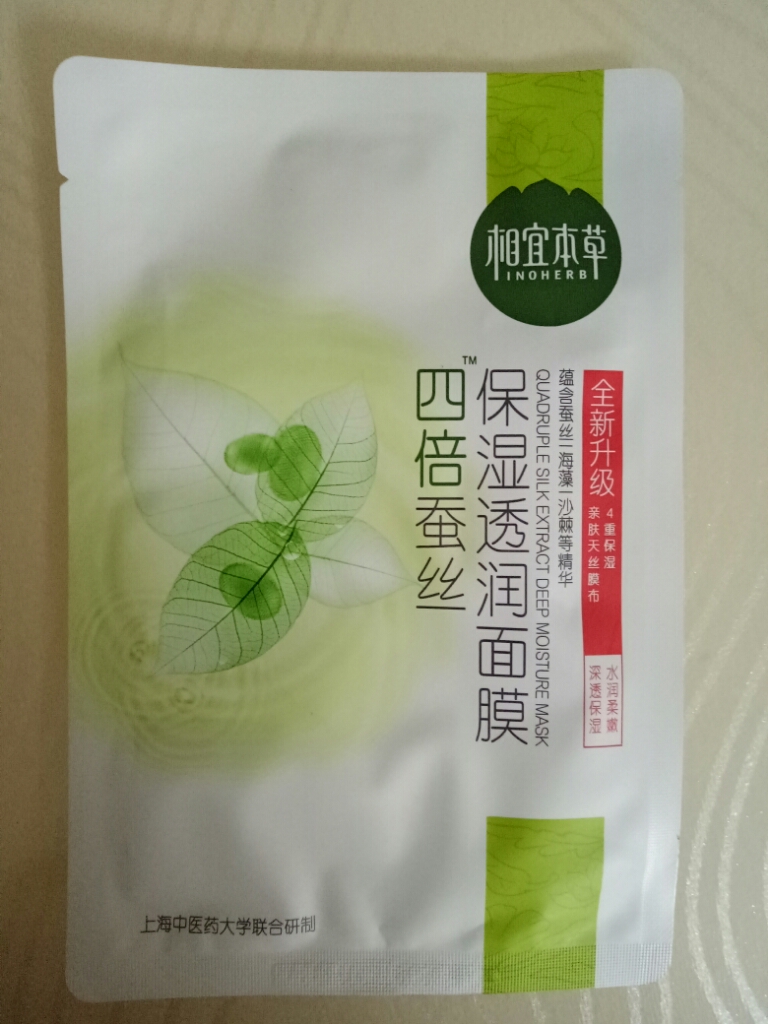 相宜本草
INOHERB
全新升级
4重保湿
亲肤天丝膜布
水润柔嫩
深透保湿
蕴含蚕丝|海藻|沙棘等精华
QUADRUPLE SILK EXTRACT DEEP MOISTURE MASK
四倍蚕丝™
保湿透润面膜
上海中医药大学联合研制